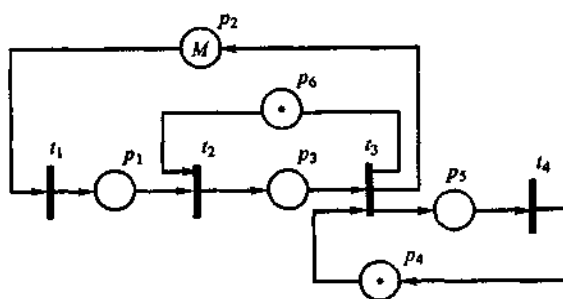 p₂
M
p₆
t₁
p₁
t₂
p₃
t₃
p₅
t₄
p₄